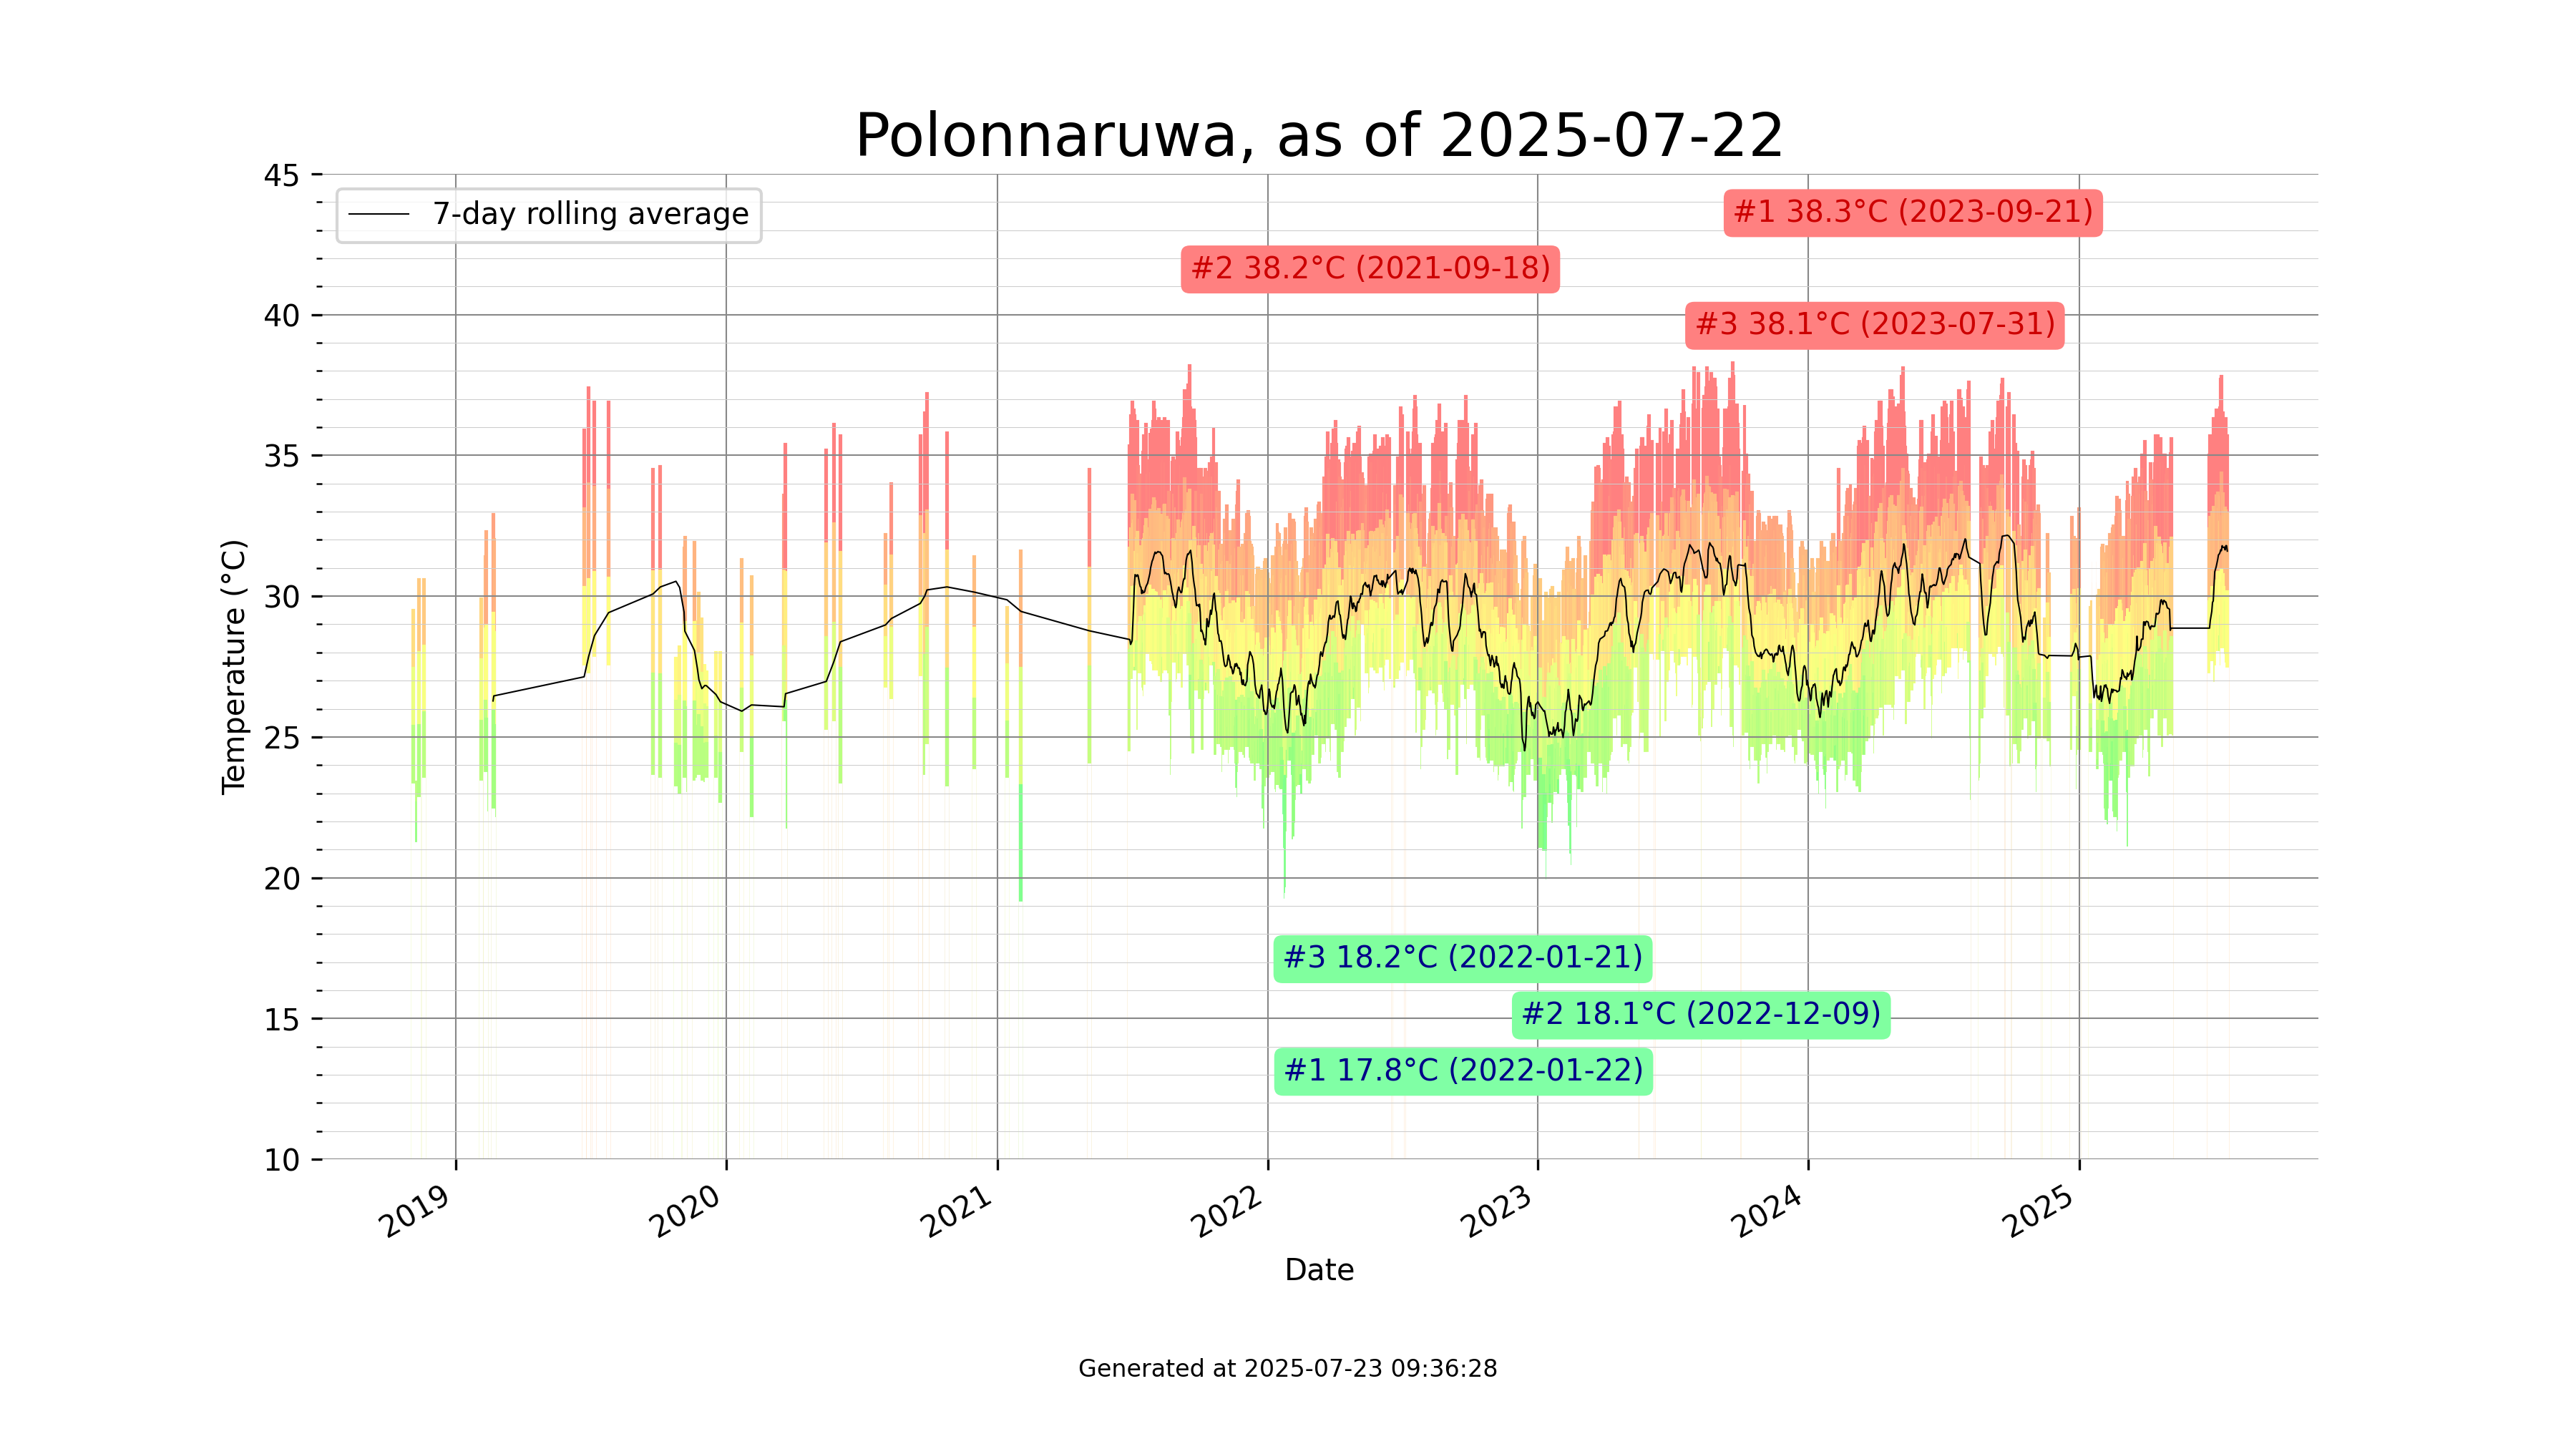 Polonnaruwa, as of 2025-07-22
45
7-day rolling average
#1 38.3°C (2023-09-21)
#2 38.2°C (2021-09-18)
40
#3 38.1°C (2023-07-31)
35
30
25
20
#3 18.2°C (2022-01-21)
15
#2 18.1°C (2022-12-09)
#1 17.8°C (2022-01-22)
10
Temperature (°C)
2019
2020
2021
2022
2023
2024
2025
Date
Generated at 2025-07-23 09:36:28